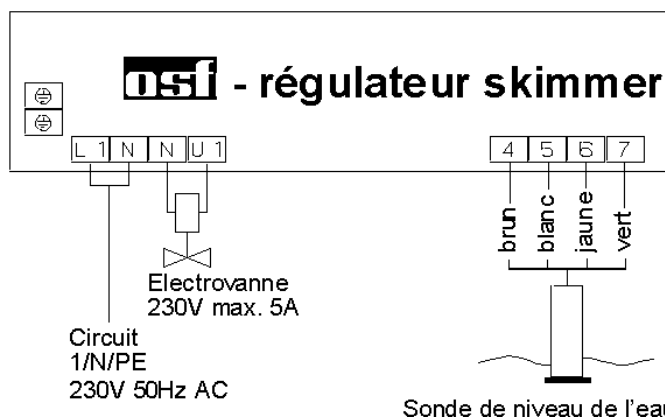 osf - régulateur skimmer
L 1 N N U 1 4 5 6 7
brun blanc jaune vert
Electrovanne
230V max. 5A
Circuit
1/N/PE
230V 50Hz AC
Sonde de niveau de l'eau